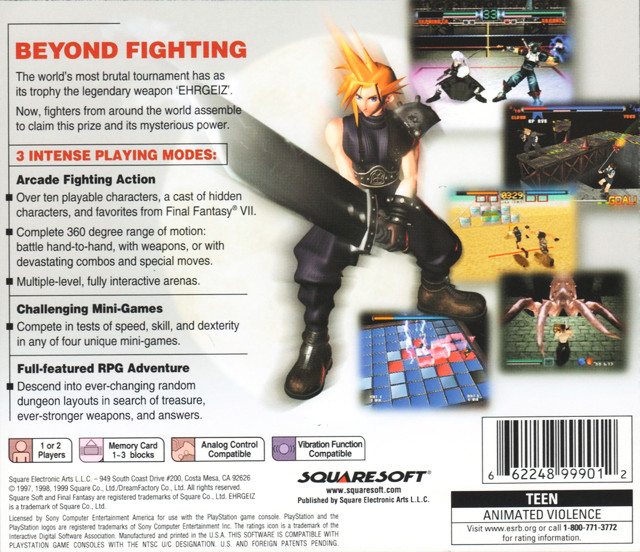 BEYOND FIGHTING
The world's most brutal tournament has as
its trophy the legendary weapon 'EHRGEIZ'.
Now, fighters from around the world assemble
to claim this prize and its mysterious power.
3 INTENSE PLAYING MODES:
Arcade Fighting Action
Over ten playable characters, a cast of hidden
characters, and favorites from Final Fantasy® VII.
Complete 360 degree range of motion:
battle hand-to-hand, with weapons, or with
devastating combos and special moves.
Multiple-level, fully interactive arenas.
Challenging Mini-Games
Compete in tests of speed, skill, and dexterity
in any of four unique mini-games.
Full-featured RPG Adventure
Descend into ever-changing random
dungeon layouts in search of treasure,
ever-stronger weapons, and answers.
33
CLOUD
0329
GOAL!
1 or 2
Players
Memory Card
1-3 blocks
Analog Control
Compatible
Vibration Function
Compatible
Square Electronic Arts L.L.C. - 949 South Coast Drive #200, Costa Mesa, CA 92626
© 1997, 1998, 1999 Square Co., Ltd./DreamFactory Co., Ltd. All rights reserved.
Square Soft and Final Fantasy are registered trademarks of Square Co., Ltd. EHRGEIZ
is a trademark of Square Co., Ltd.
Licensed by Sony Computer Entertainment America for use with the PlayStation game console. PlayStation and the
PlayStation logos are registered trademarks of Sony Computer Entertainment Inc. The ratings icon is a trademark of the
Interactive Digital Software Association. Manufactured and printed in the U.S.A. THIS SOFTWARE IS COMPATIBLE WITH
PLAYSTATION GAME CONSOLES WITH THE NTSC U/C DESIGNATION. U.S. AND FOREIGN PATENTS PENDING.
SQUARESOFT®
www.squaresoft.com
Published by Square Electronic Arts L.L.C.
6 62248 99901 2
TEEN
ANIMATED VIOLENCE
Visit www.esrb.org or call 1-800-771-3772
for rating information.